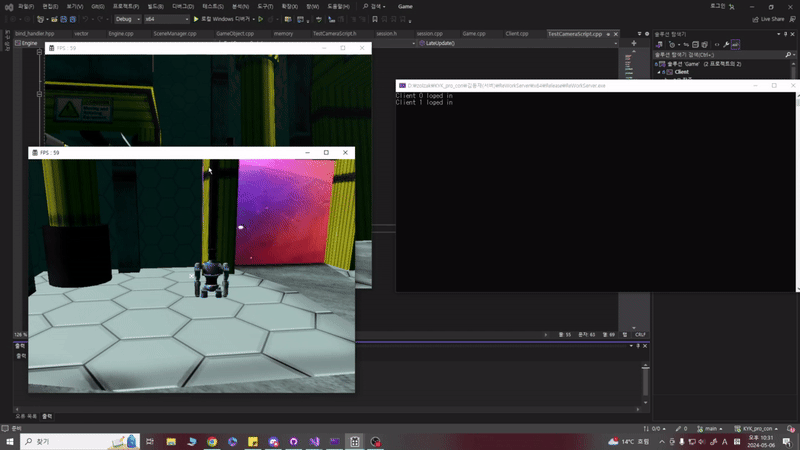 파일(F) 편집(E) 보기(V) Git(G) 프로젝트(P) 빌드(B) 디버그(D) 테스트(S) 분석(N) 도구(T) 확장(X) 창(W) 도움말(H) 검색 Game 로그인
Debug x64 로컬 Windows 디버거 Live Share
bind_handler.hpp vector Engine.cpp SceneManager.cpp GameObject.cpp memory TestCameraScript.h session.h session.cpp Game.cpp Client.cpp TestCameraScript.cpp
솔루션 탐색기
Engine LateUpdate()
FPS : 59
솔루션 탐색기 검색(Ctrl+;)
솔루션 'Game' (2 프로젝트의 2)
Client
Client 0 loped in
Client 1 loped in
FPS : 59
126 % 줄: 55 문자: 63 열: 69 탭 CRLF
출력
오류 목록 출력
준비 0/0 0 main KYK_pro_con
찾기 14°C 흐림 오후 10:31
2024-05-06